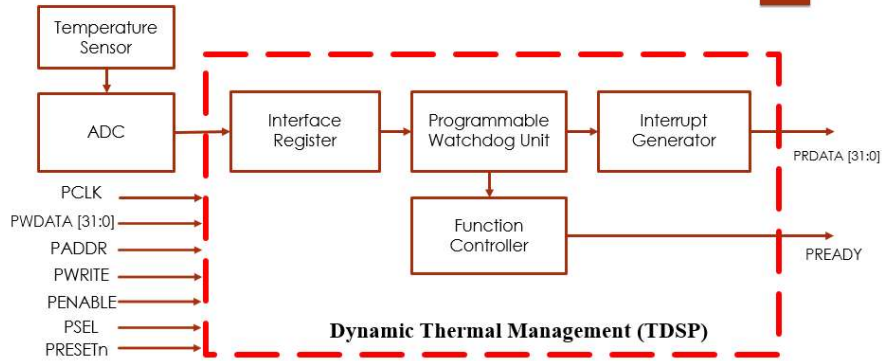 Temperature
Sensor
ADC
Interface
Register
Programmable
Watchdog Unit
Interrupt
Generator
PRDATA [31:0]
PCLK
PWDATA [31:0]
PADDR
PWRITE
PENABLE
PSEL
PRESETn
Function
Controller
PREADY
Dynamic Thermal Management (TDSP)